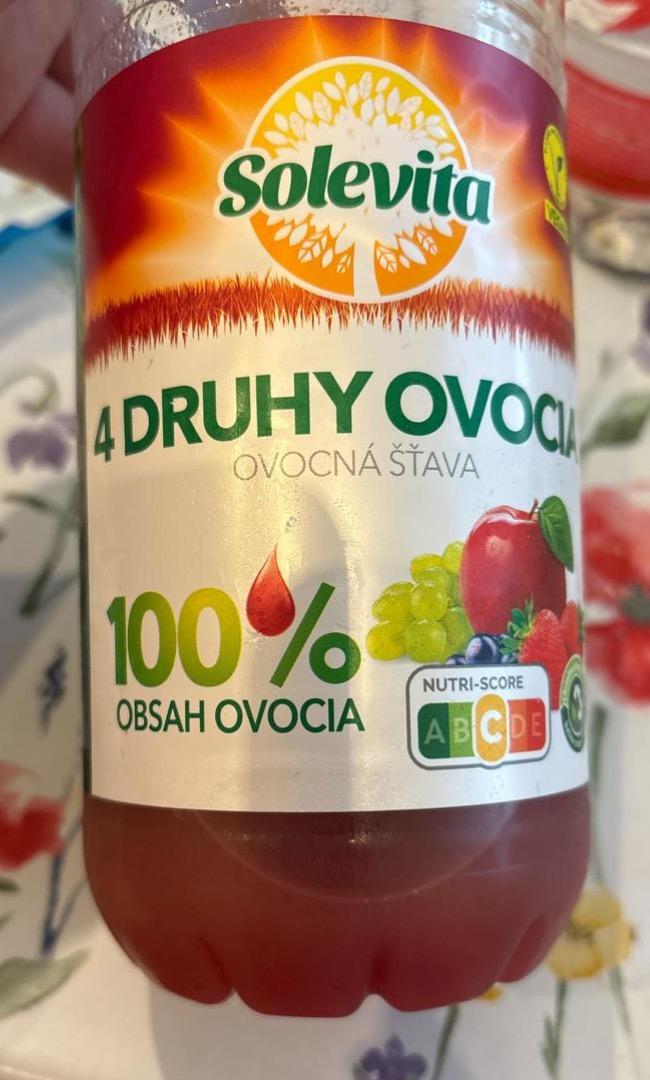 Solevita
4 DRUHY OVOCIA
OVOCNÁ ŠŤAVA
100%
OBSAH OVOCIA
NUTRI-SCORE
A B C D E